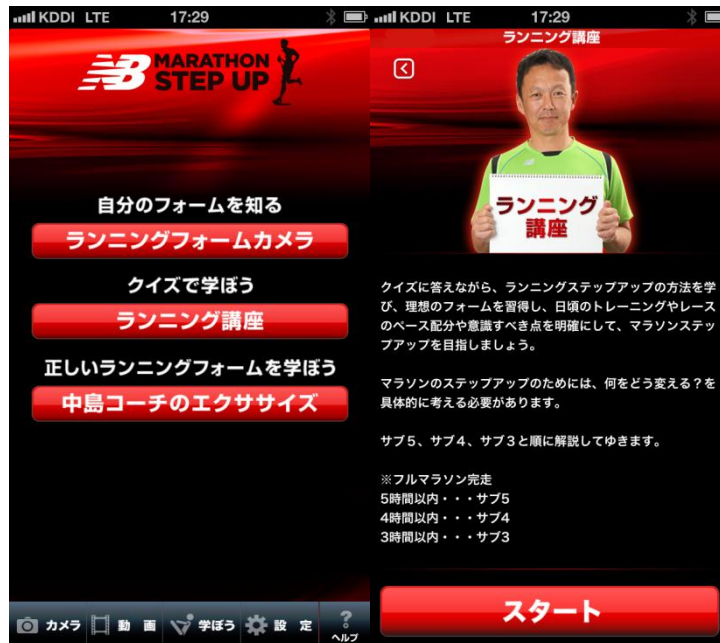 KDDI LTE 17:29
NB MARATHON
STEP UP
自分のフォームを知る
ランニングフォームカメラ
クイズで学ぼう
ランニング講座
正しいランニングフォームを学ぼう
中島コーチのエクササイズ
カメラ 動 画 学ぼう 設 定 ?
ヘルプ
KDDI LTE 17:29
ランニング講座
ランニング
講座
クイズに答えながら、ランニングステップアップの方法を学
び、理想のフォームを習得し、日頃のトレーニングやレース
のペース配分や意識すべき点を明確にして、マラソンステッ
プアップを目指しましょう。
マラソンのステップアップのためには、何をどう変える？を
具体的に考える必要があります。
サブ５、サブ４、サブ３と順に解説してゆきます。
※フルマラソン完走
5時間以内・・・サブ5
4時間以内・・・サブ4
3時間以内・・・サブ3
スタート